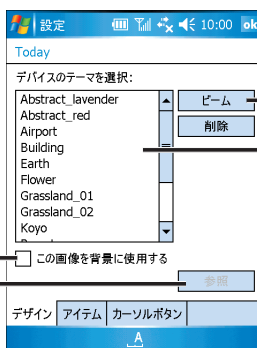 設定 10:00 ok
Today
デバイスのテーマを選択:
Abstract_lavender
Abstract_red
Airport
Building
Earth
Flower
Grassland_01
Grassland_02
Koyo
ビーム
削除
この画像を背景に使用する
参照
デザイン アイテム カーソルボタン
A